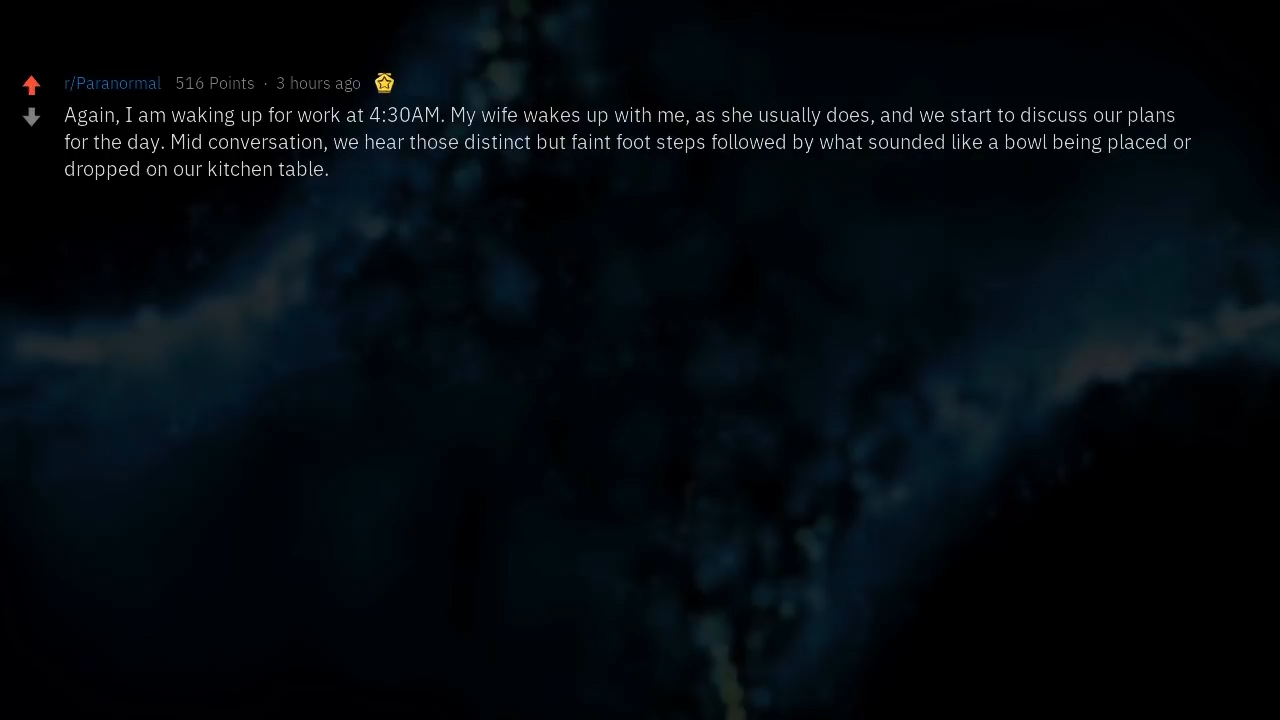 r/Paranormal 516 Points · 3 hours ago
Again, I am waking up for work at 4:30AM. My wife wakes up with me, as she usually does, and we start to discuss our plans
for the day. Mid conversation, we hear those distinct but faint foot steps followed by what sounded like a bowl being placed or
dropped on our kitchen table.